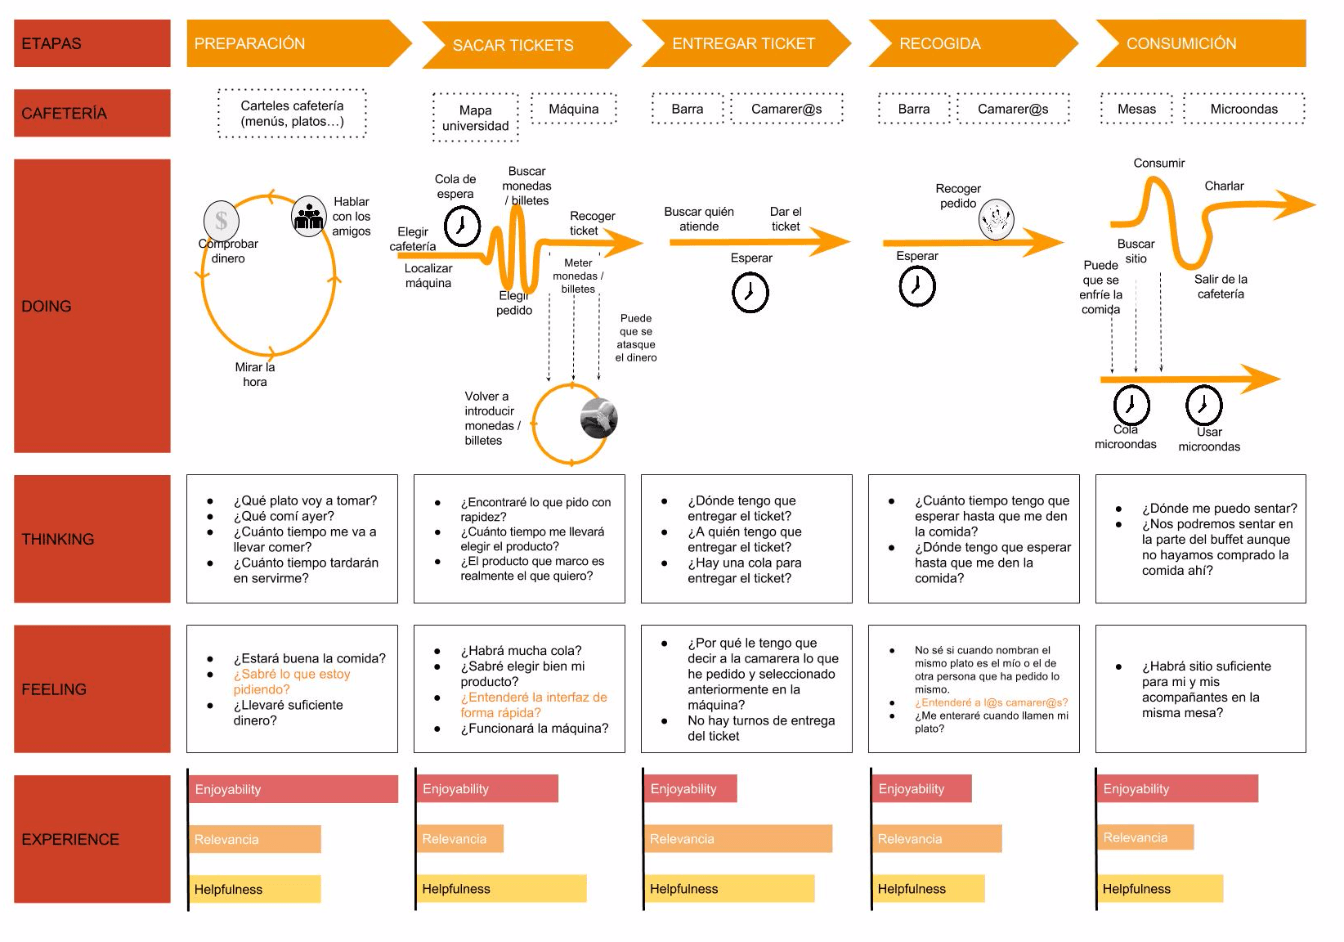 ETAPAS
PREPARACIÓN
SACAR TICKETS
ENTREGAR TICKET
RECOGIDA
CONSUMICIÓN
CAFETERÍA
Carteles cafetería
(menús, platos...)
Mapa
universidad
Máquina
Barra
Camarer@s
Barra
Camarer@s
Mesas
Microondas
DOING
$
Comprobar
dinero
Hablar
con los
amigos
Mirar la
hora
Elegir
cafetería
Localizar
máquina
Cola de
espera
Buscar
monedas
/ billetes
Elegir
pedido
Recoger
ticket
Meter
monedas /
billetes
Puede
que se
atasque
el dinero
Volver a
introducir
monedas /
billetes
Buscar quién
atiende
Dar el
ticket
Esperar
Recoger
pedido
Esperar
Consumir
Charlar
Buscar
sitio
Salir de la
cafetería
Puede
que se
enfríe la
comida
Cola
microondas
Usar
microondas
THINKING
● ¿Qué plato voy a tomar?
● ¿Qué comí ayer?
● ¿Cuánto tiempo me va a
llevar comer?
● ¿Cuánto tiempo tardarán
en servirme?
● ¿Encontraré lo que pido con
rapidez?
● ¿Cuánto tiempo me llevará
elegir el producto?
● ¿El producto que marco es
realmente el que quiero?
● ¿Dónde tengo que
entregar el ticket?
● ¿A quién tengo que
entregar el ticket?
● ¿Hay una cola para
entregar el ticket?
● ¿Cuánto tiempo tengo que
esperar hasta que me den
la comida?
● ¿Dónde tengo que esperar
hasta que me den la
comida?
● ¿Dónde me puedo sentar?
● ¿Nos podremos sentar en
la parte del buffet aunque
no hayamos comprado la
comida ahí?
FEELING
● ¿Estará buena la comida?
● ¿Sabré lo que estoy
pidiendo?
● ¿Llevaré suficiente
dinero?
● ¿Habrá mucha cola?
● ¿Sabré elegir bien mi
producto?
● ¿Entenderé la interfaz de
forma rápida?
● ¿Funcionará la máquina?
● ¿Por qué le tengo que
decir a la camarera lo que
he pedido y seleccionado
anteriormente en la
máquina?
● No hay turnos de entrega
del ticket
● No sé si cuando nombran el
mismo plato es el mío o el de
otra persona que ha pedido lo
mismo.
● ¿Entenderé a l@s camarer@s?
● ¿Me enteraré cuando llamen mi
plato?
● ¿Habrá sitio suficiente
para mi y mis
acompañantes en la
misma mesa?
EXPERIENCE
Enjoyability
Relevancia
Helpfulness
Enjoyability
Relevancia
Helpfulness
Enjoyability
Relevancia
Helpfulness
Enjoyability
Relevancia
Helpfulness
Enjoyability
Relevancia
Helpfulness